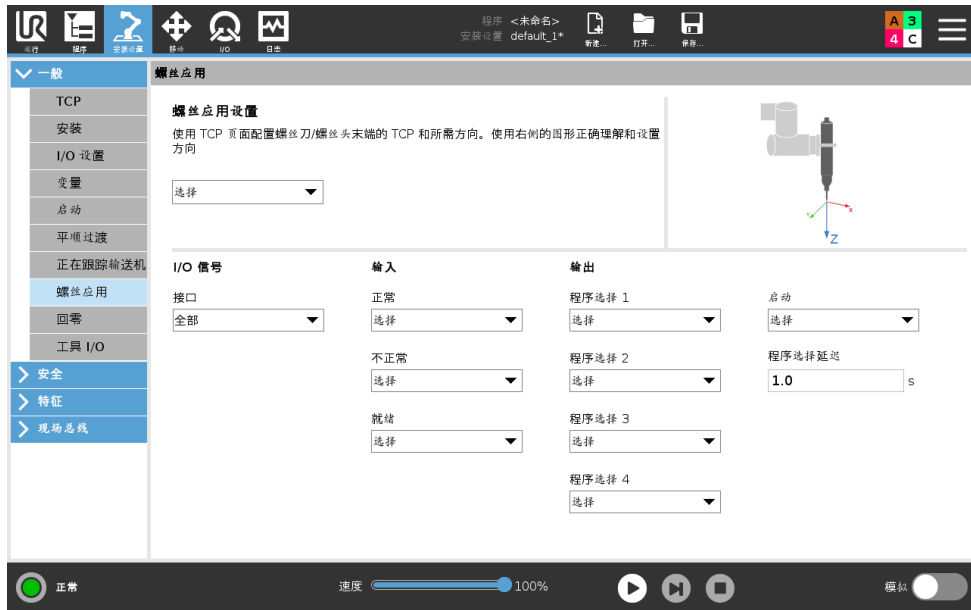 UR
运行
程序
安装设置
移动
I/O
日志
程序 <未命名>
安装设置 default_1*
新建...
打开...
保存...
A 3
4 C
一般
TCP
安装
I/O 设置
变量
启动
平顺过渡
正在跟踪输送机
螺丝应用
回零
工具 I/O
安全
特征
现场总线
螺丝应用
螺丝应用设置
使用 TCP 页面配置螺丝刀/螺丝头末端的 TCP 和所需方向。使用右侧的图形正确理解和设置
方向
选择
Y
X
Z
I/O 信号
接口
全部
输入
正常
选择
不正常
选择
就绪
选择
输出
程序选择 1
选择
程序选择 2
选择
程序选择 3
选择
程序选择 4
选择
启动
选择
程序选择延迟
1.0 s
正常
速度 100%
模拟